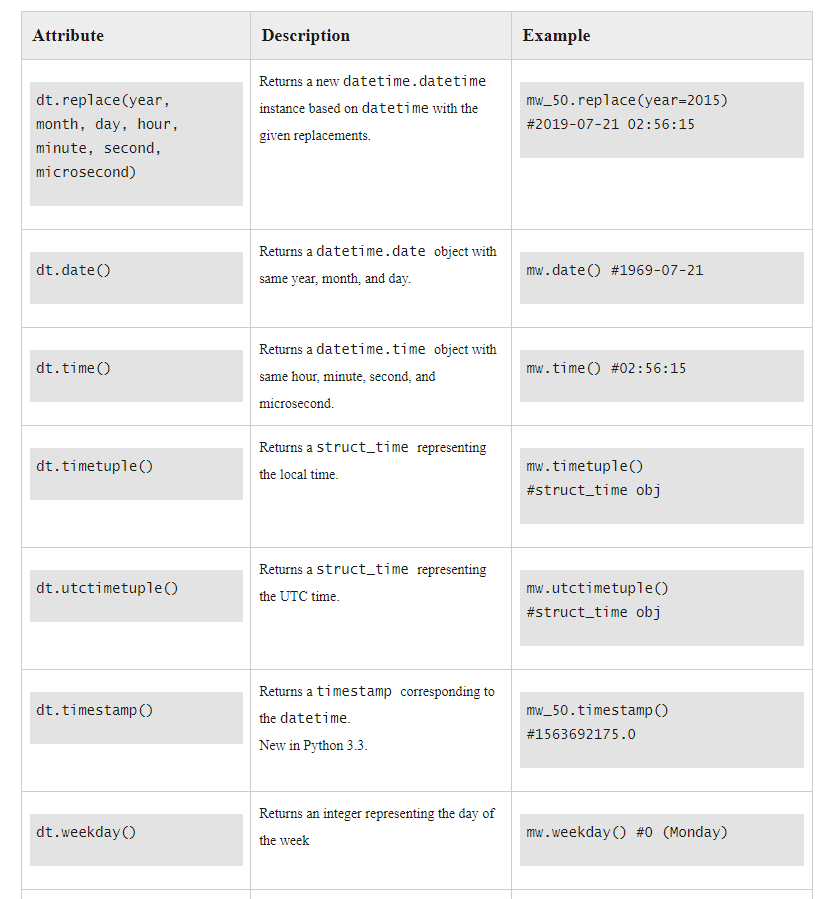 Attribute Description Example
dt.replace(year,
month, day, hour,
minute, second,
microsecond)
Returns a new datetime.datetime
instance based on datetime with the
given replacements.
mw_50.replace(year=2015)
#2019-07-21 02:56:15
dt.date()
Returns a datetime.date object with
same year, month, and day.
mw.date() #1969-07-21
dt.time()
Returns a datetime.time object with
same hour, minute, second, and
microsecond.
mw.time() #02:56:15
dt.timetuple()
Returns a struct_time representing
the local time.
mw.timetuple()
#struct_time obj
dt.utctimetuple()
Returns a struct_time representing
the UTC time.
mw.utctimetuple()
#struct_time obj
dt.timestamp()
Returns a timestamp corresponding to
the datetime.
New in Python 3.3.
mw_50.timestamp()
#1563692175.0
dt.weekday()
Returns an integer representing the day of
the week
mw.weekday() #0 (Monday)